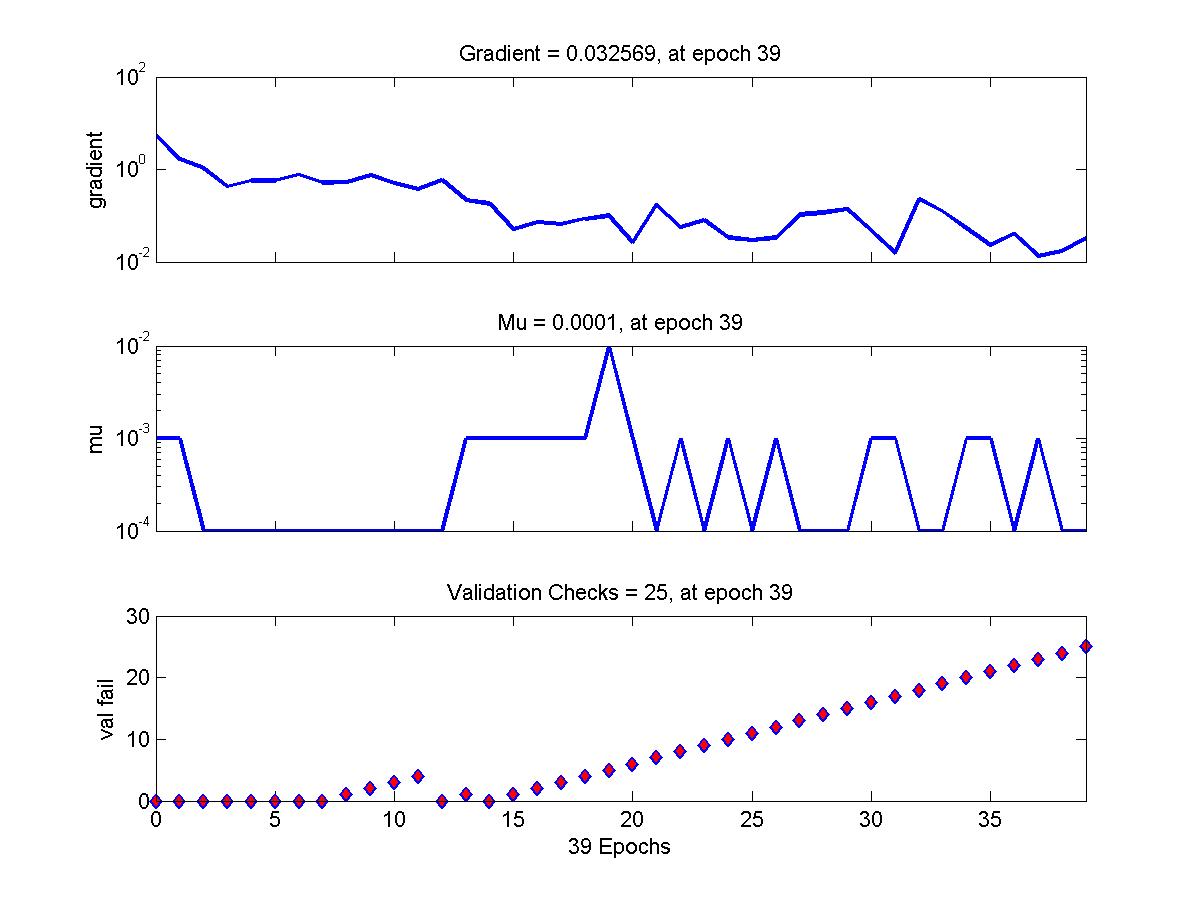 Gradient = 0.032569, at epoch 39
10^2
10^0
10^-2
gradient
Mu = 0.0001, at epoch 39
10^-2
10^-3
10^-4
mu
Validation Checks = 25, at epoch 39
30
20
10
0
val fail
0 5 10 15 20 25 30 35
39 Epochs